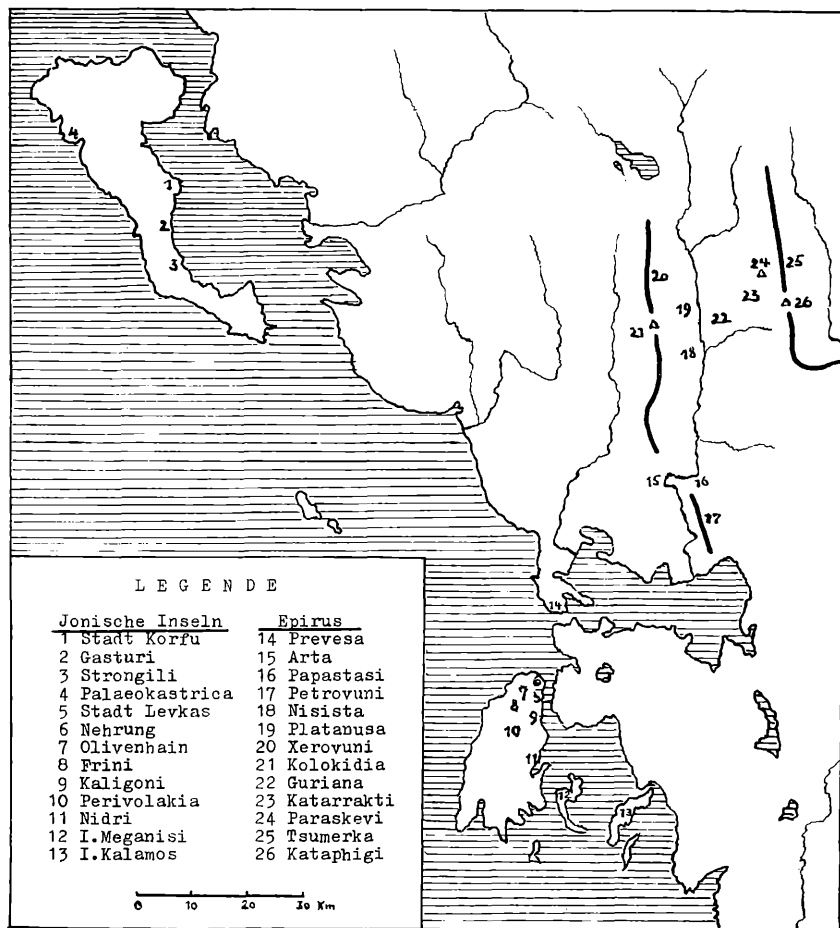 4
1
2
3
24
25
20
23
26
19
22
21
18
15
16
17
14
6
7
5
8
9
10
11
12
13
LEGENDE
Jonische Inseln Epirus
1 Stadt Korfu 14 Prevesa
2 Gasturi 15 Arta
3 Strongili 16 Papastasi
4 Palaeokastrica 17 Petrovuni
5 Stadt Levkas 18 Nisista
6 Nehrung 19 Platanusa
7 Olivenhain 20 Xerovuni
8 Frini 21 Kolokidia
9 Kaligoni 22 Guriana
10 Perivolakia 23 Katarrakti
11 Nidri 24 Paraskevi
12 I.Meganisi 25 Tsumerka
13 I.Kalamos 26 Kataphigi
0 10 20 30 Km